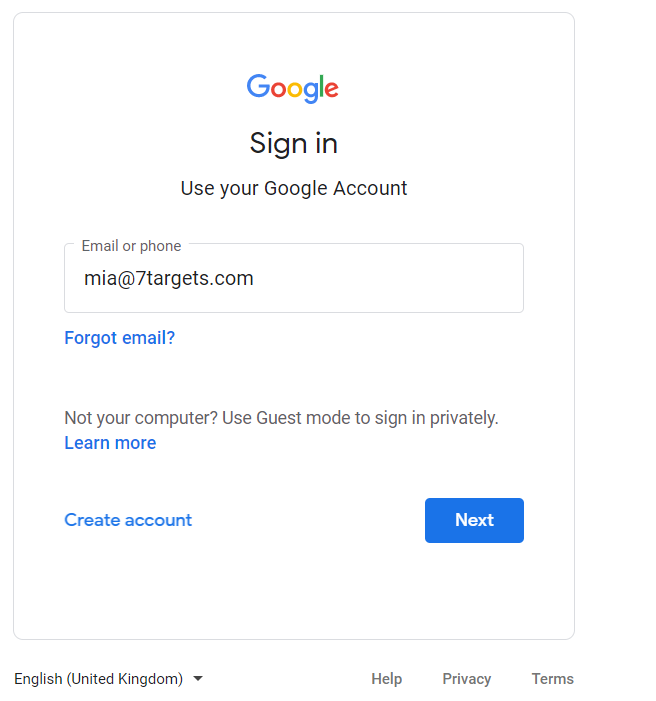 Google
Sign in
Use your Google Account
Email or phone
mia@7targets.com
Forgot email?
Not your computer? Use Guest mode to sign in privately.
Learn more
Create account
Next
English (United Kingdom)
Help
Privacy
Terms